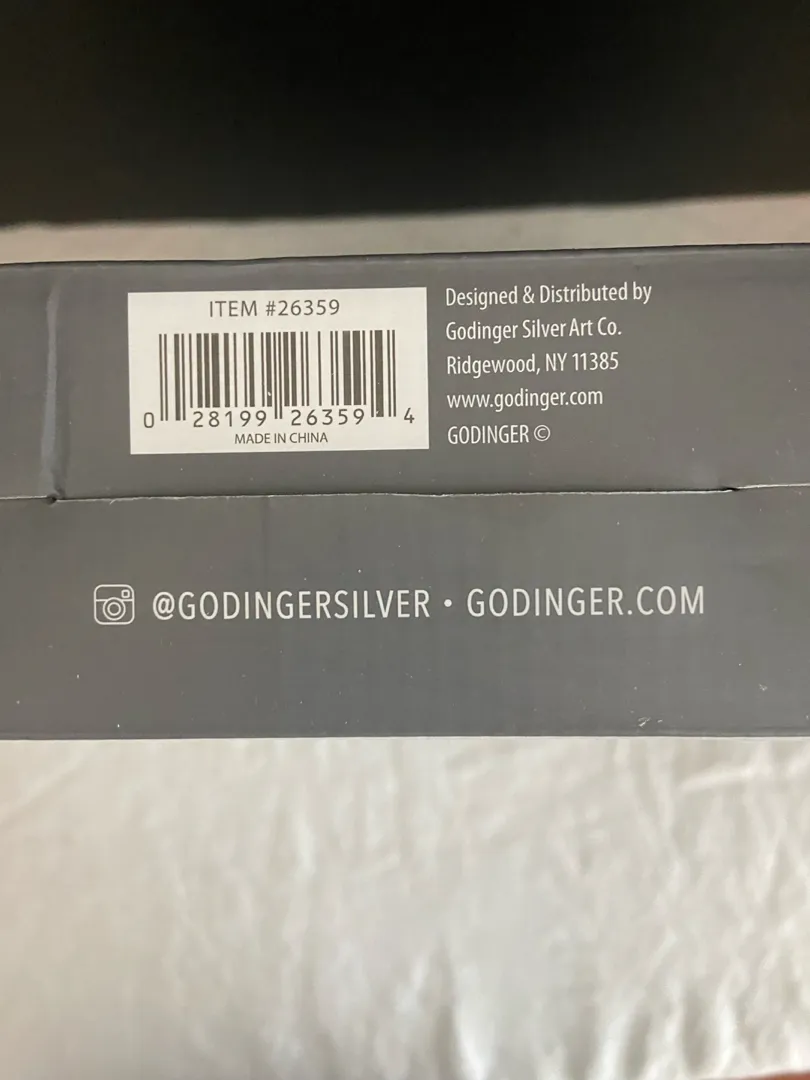 ITEM #26359
0 28199 26359 4
MADE IN CHINA
Designed & Distributed by
Godinger Silver Art Co.
Ridgewood, NY 11385
www.godinger.com
GODINGER ©
@GODINGERSILVER • GODINGER.COM